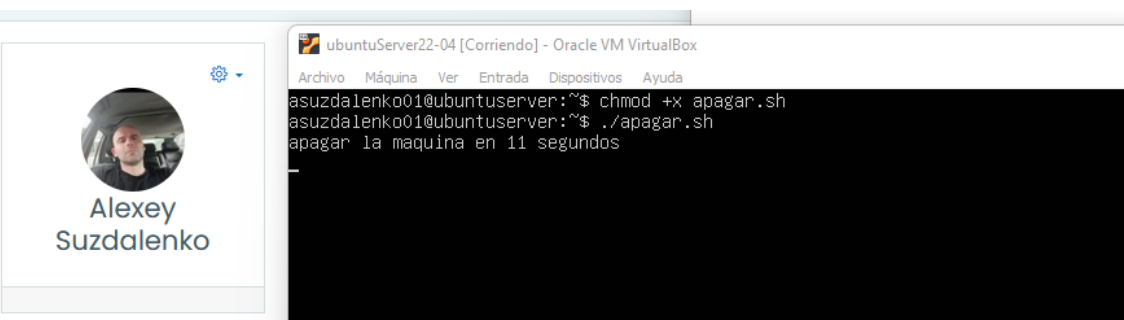 Alexey
Suzdalenko
ubuntuServer22-04 [Corriendo] - Oracle VM VirtualBox
Archivo Máquina Ver Entrada Dispositivos Ayuda
asuzdalenko01@ubuntuserver:~$ chmod +x apagar.sh
asuzdalenko01@ubuntuserver:~$ ./apagar.sh
apagar la maquina en 11 segundos